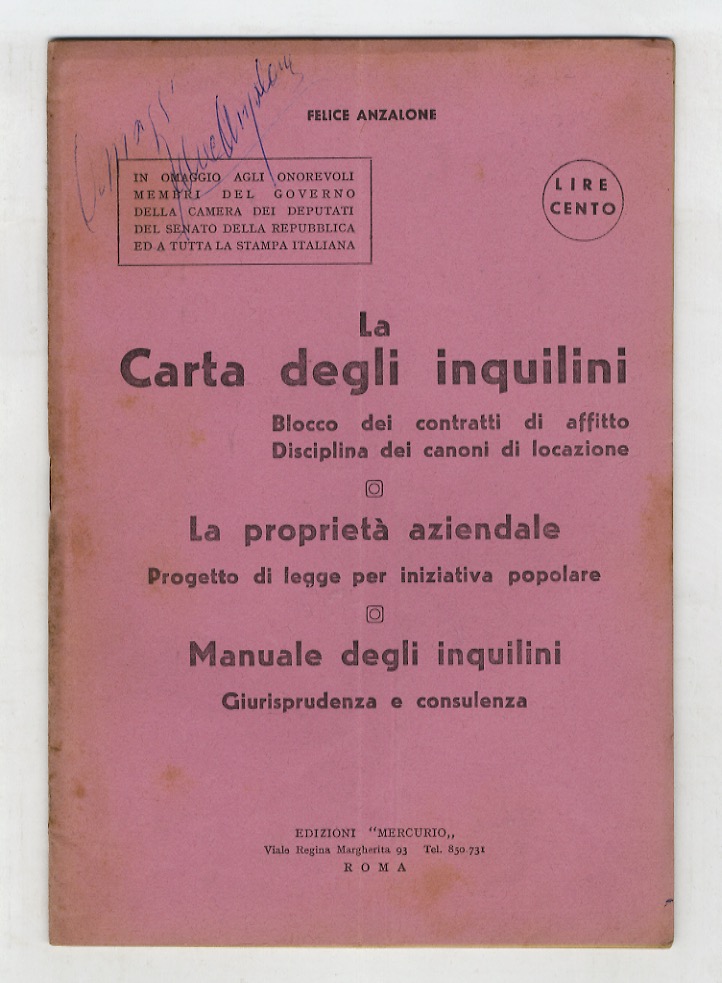 FELICE ANZALONE
IN OMAGGIO AGLI ONOREVOLI
MEMBRI DEL GOVERNO
DELLA CAMERA DEI DEPUTATI
DEL SENATO DELLA REPUBBLICA
ED A TUTTA LA STAMPA ITALIANA
LIRE
CENTO
La
Carta degli inquilini
Blocco dei contratti di affitto
Disciplina dei canoni di locazione
La proprietà aziendale
Progetto di legge per iniziativa popolare
Manuale degli inquilini
Giurisprudenza e consulenza
EDIZIONI "MERCURIO„
Viale Regina Margherita 93 Tel. 850 731
ROMA